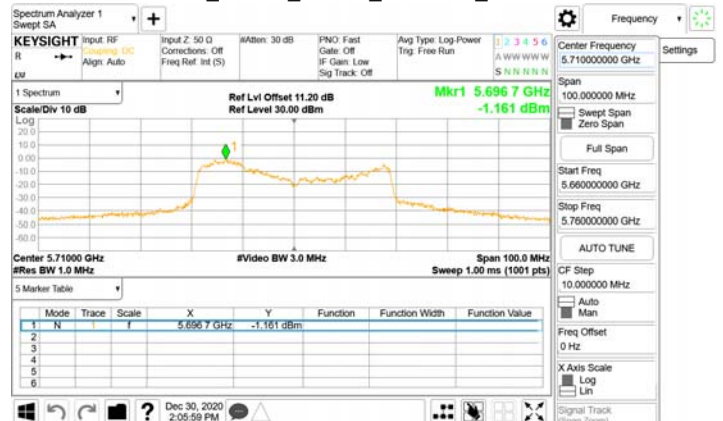 Spectrum Analyzer 1
Swept SA
+
Frequency
KEYSIGHT
R
Input: RF
Coupling: DC
Align: Auto
Input Z: 50 Ω
Corrections: Off
Freq Ref: Int (S)
#Atten: 30 dB
PNO: Fast
Gate: Off
IF Gain: Low
Sig Track: Off
Avg Type: Log-Power
Trig: Free Run
1 2 3 4 5 6
A WW WW W
S N N N N N
Settings
Center Frequency
5.710000000 GHz
Span
100.000000 MHz
Swept Span
Zero Span
Full Span
Start Freq
5.660000000 GHz
Stop Freq
5.760000000 GHz
AUTO TUNE
CF Step
10.000000 MHz
Auto
Man
Freq Offset
0 Hz
X Axis Scale
Log
Lin
Signal Track
1 Spectrum
Scale/Div 10 dB
Ref Lvl Offset 11.20 dB
Ref Level 30.00 dBm
Mkr1 5.696 7 GHz
-1.161 dBm
Log
20.0
10.0
0.00
-10.0
-20.0
-30.0
-40.0
-50.0
-60.0
1
Center 5.71000 GHz
#Res BW 1.0 MHz
#Video BW 3.0 MHz
Span 100.0 MHz
Sweep 1.00 ms (1001 pts)
5 Marker Table
Mode Trace Scale X Y Function Function Width Function Value
1 N 1 f 5.696 7 GHz -1.161 dBm
2
3
4
5
6
?
Dec 30, 2020
2:05:59 PM